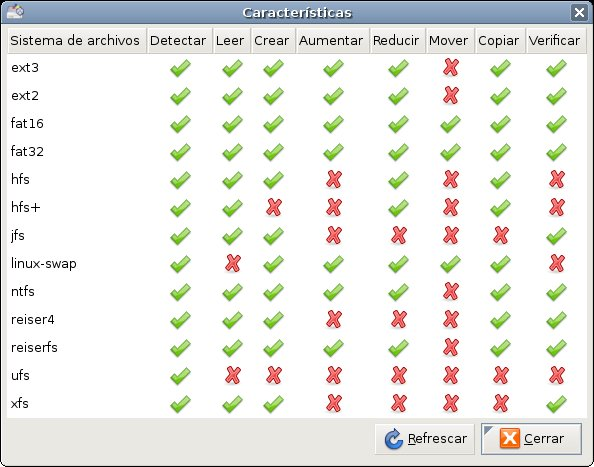 Características
Sistema de archivos Detectar Leer Crear Aumentar Reducir Mover Copiar Verificar
ext3
ext2
fat16
fat32
hfs
hfs+
jfs
linux-swap
ntfs
reiser4
reiserfs
ufs
xfs
Refrescar Cerrar